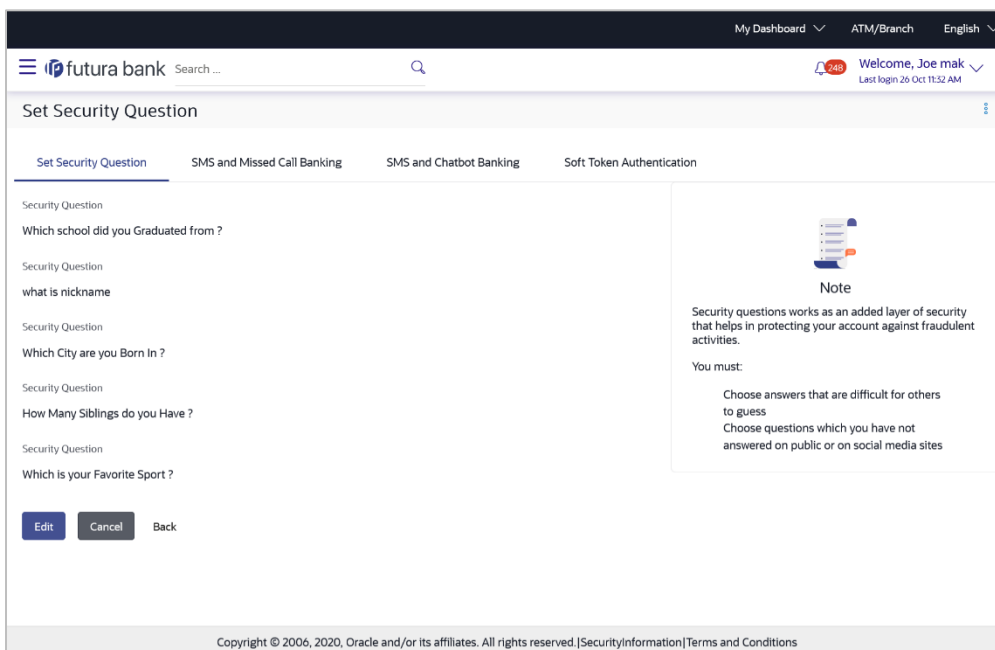 My Dashboard ATM/Branch English
futura bank Search ... 248 Welcome, Joe mak
Last login 26 Oct 11:32 AM
Set Security Question
Set Security Question SMS and Missed Call Banking SMS and Chatbot Banking Soft Token Authentication
Security Question
Which school did you Graduated from ?
Security Question
what is nickname
Security Question
Which City are you Born In ?
Security Question
How Many Siblings do you Have ?
Security Question
Which is your Favorite Sport ?
Edit Cancel Back
Note
Security questions works as an added layer of security
that helps in protecting your account against fraudulent
activities.
You must:
Choose answers that are difficult for others
to guess
Choose questions which you have not
answered on public or on social media sites
Copyright © 2006, 2020, Oracle and/or its affiliates. All rights reserved.|SecurityInformation|Terms and Conditions